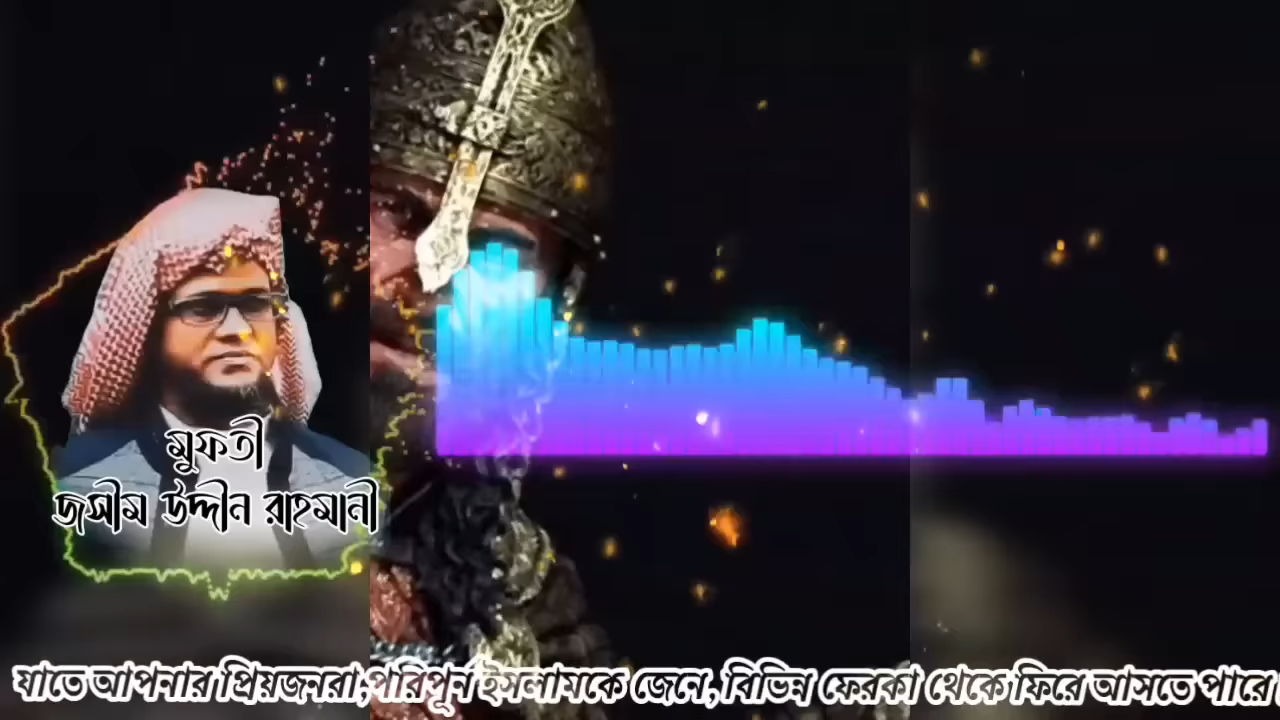 মুফতী
জসীম উদ্দীন রাহমানী
যাতে আপনার প্রিয়জনরা,পরিপূর্ন ইসলামকে জেনে, বিভিন্ন ফেরকা থেকে ফিরে আসতে পারে